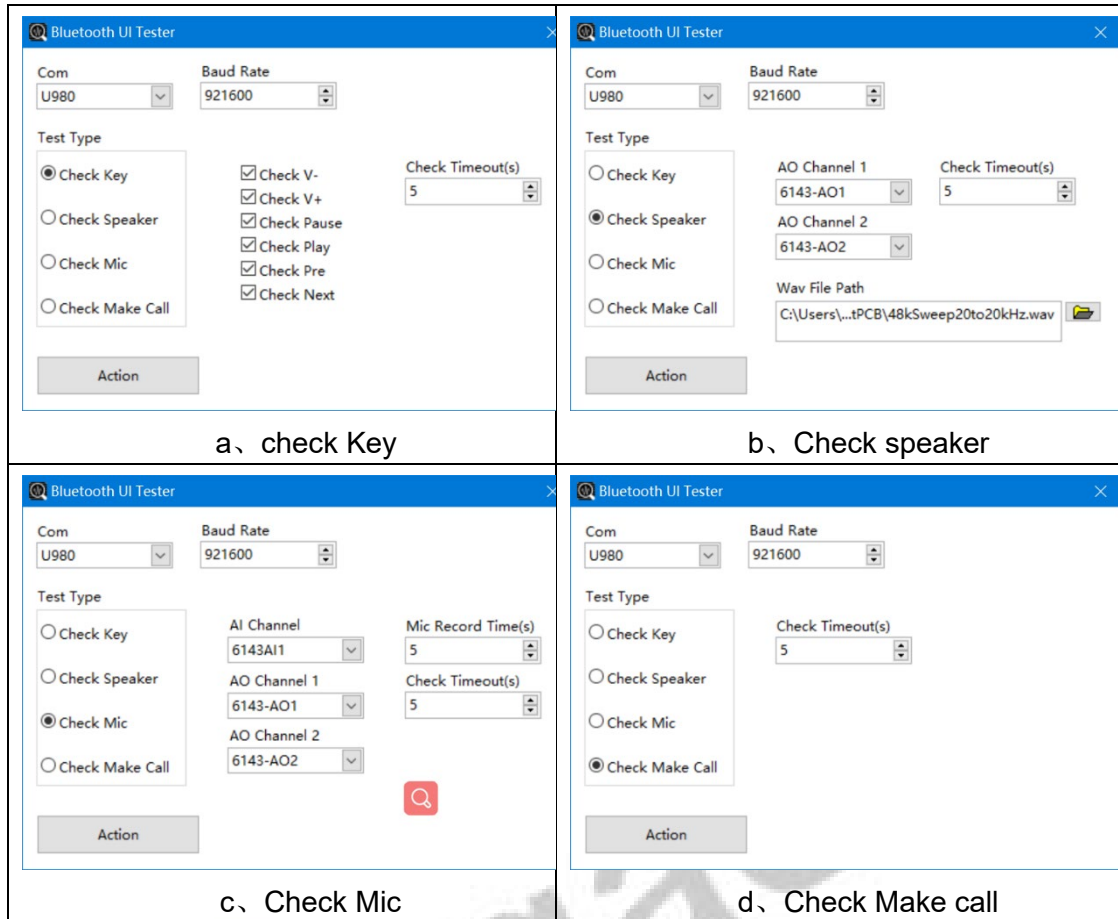 Bluetooth UI Tester
Com
Baud Rate
U980
921600
Test Type
Check Key
Check Speaker
Check Mic
Check Make Call
Check V-
Check V+
Check Pause
Check Play
Check Pre
Check Next
Check Timeout(s)
5
Action
a、check Key
Bluetooth UI Tester
Com
Baud Rate
U980
921600
Test Type
Check Key
Check Speaker
Check Mic
Check Make Call
AO Channel 1
6143-AO1
Check Timeout(s)
5
AO Channel 2
6143-AO2
Wav File Path
C:\Users\...tPCB\48kSweep20to20kHz.wav
Action
b、Check speaker
Bluetooth UI Tester
Com
Baud Rate
U980
921600
Test Type
Check Key
Check Speaker
Check Mic
Check Make Call
AI Channel
6143AI1
Mic Record Time(s)
5
AO Channel 1
6143-AO1
Check Timeout(s)
5
AO Channel 2
6143-AO2
Action
c、Check Mic
Bluetooth UI Tester
Com
Baud Rate
U980
921600
Test Type
Check Key
Check Speaker
Check Mic
Check Make Call
Check Timeout(s)
5
Action
d、Check Make call